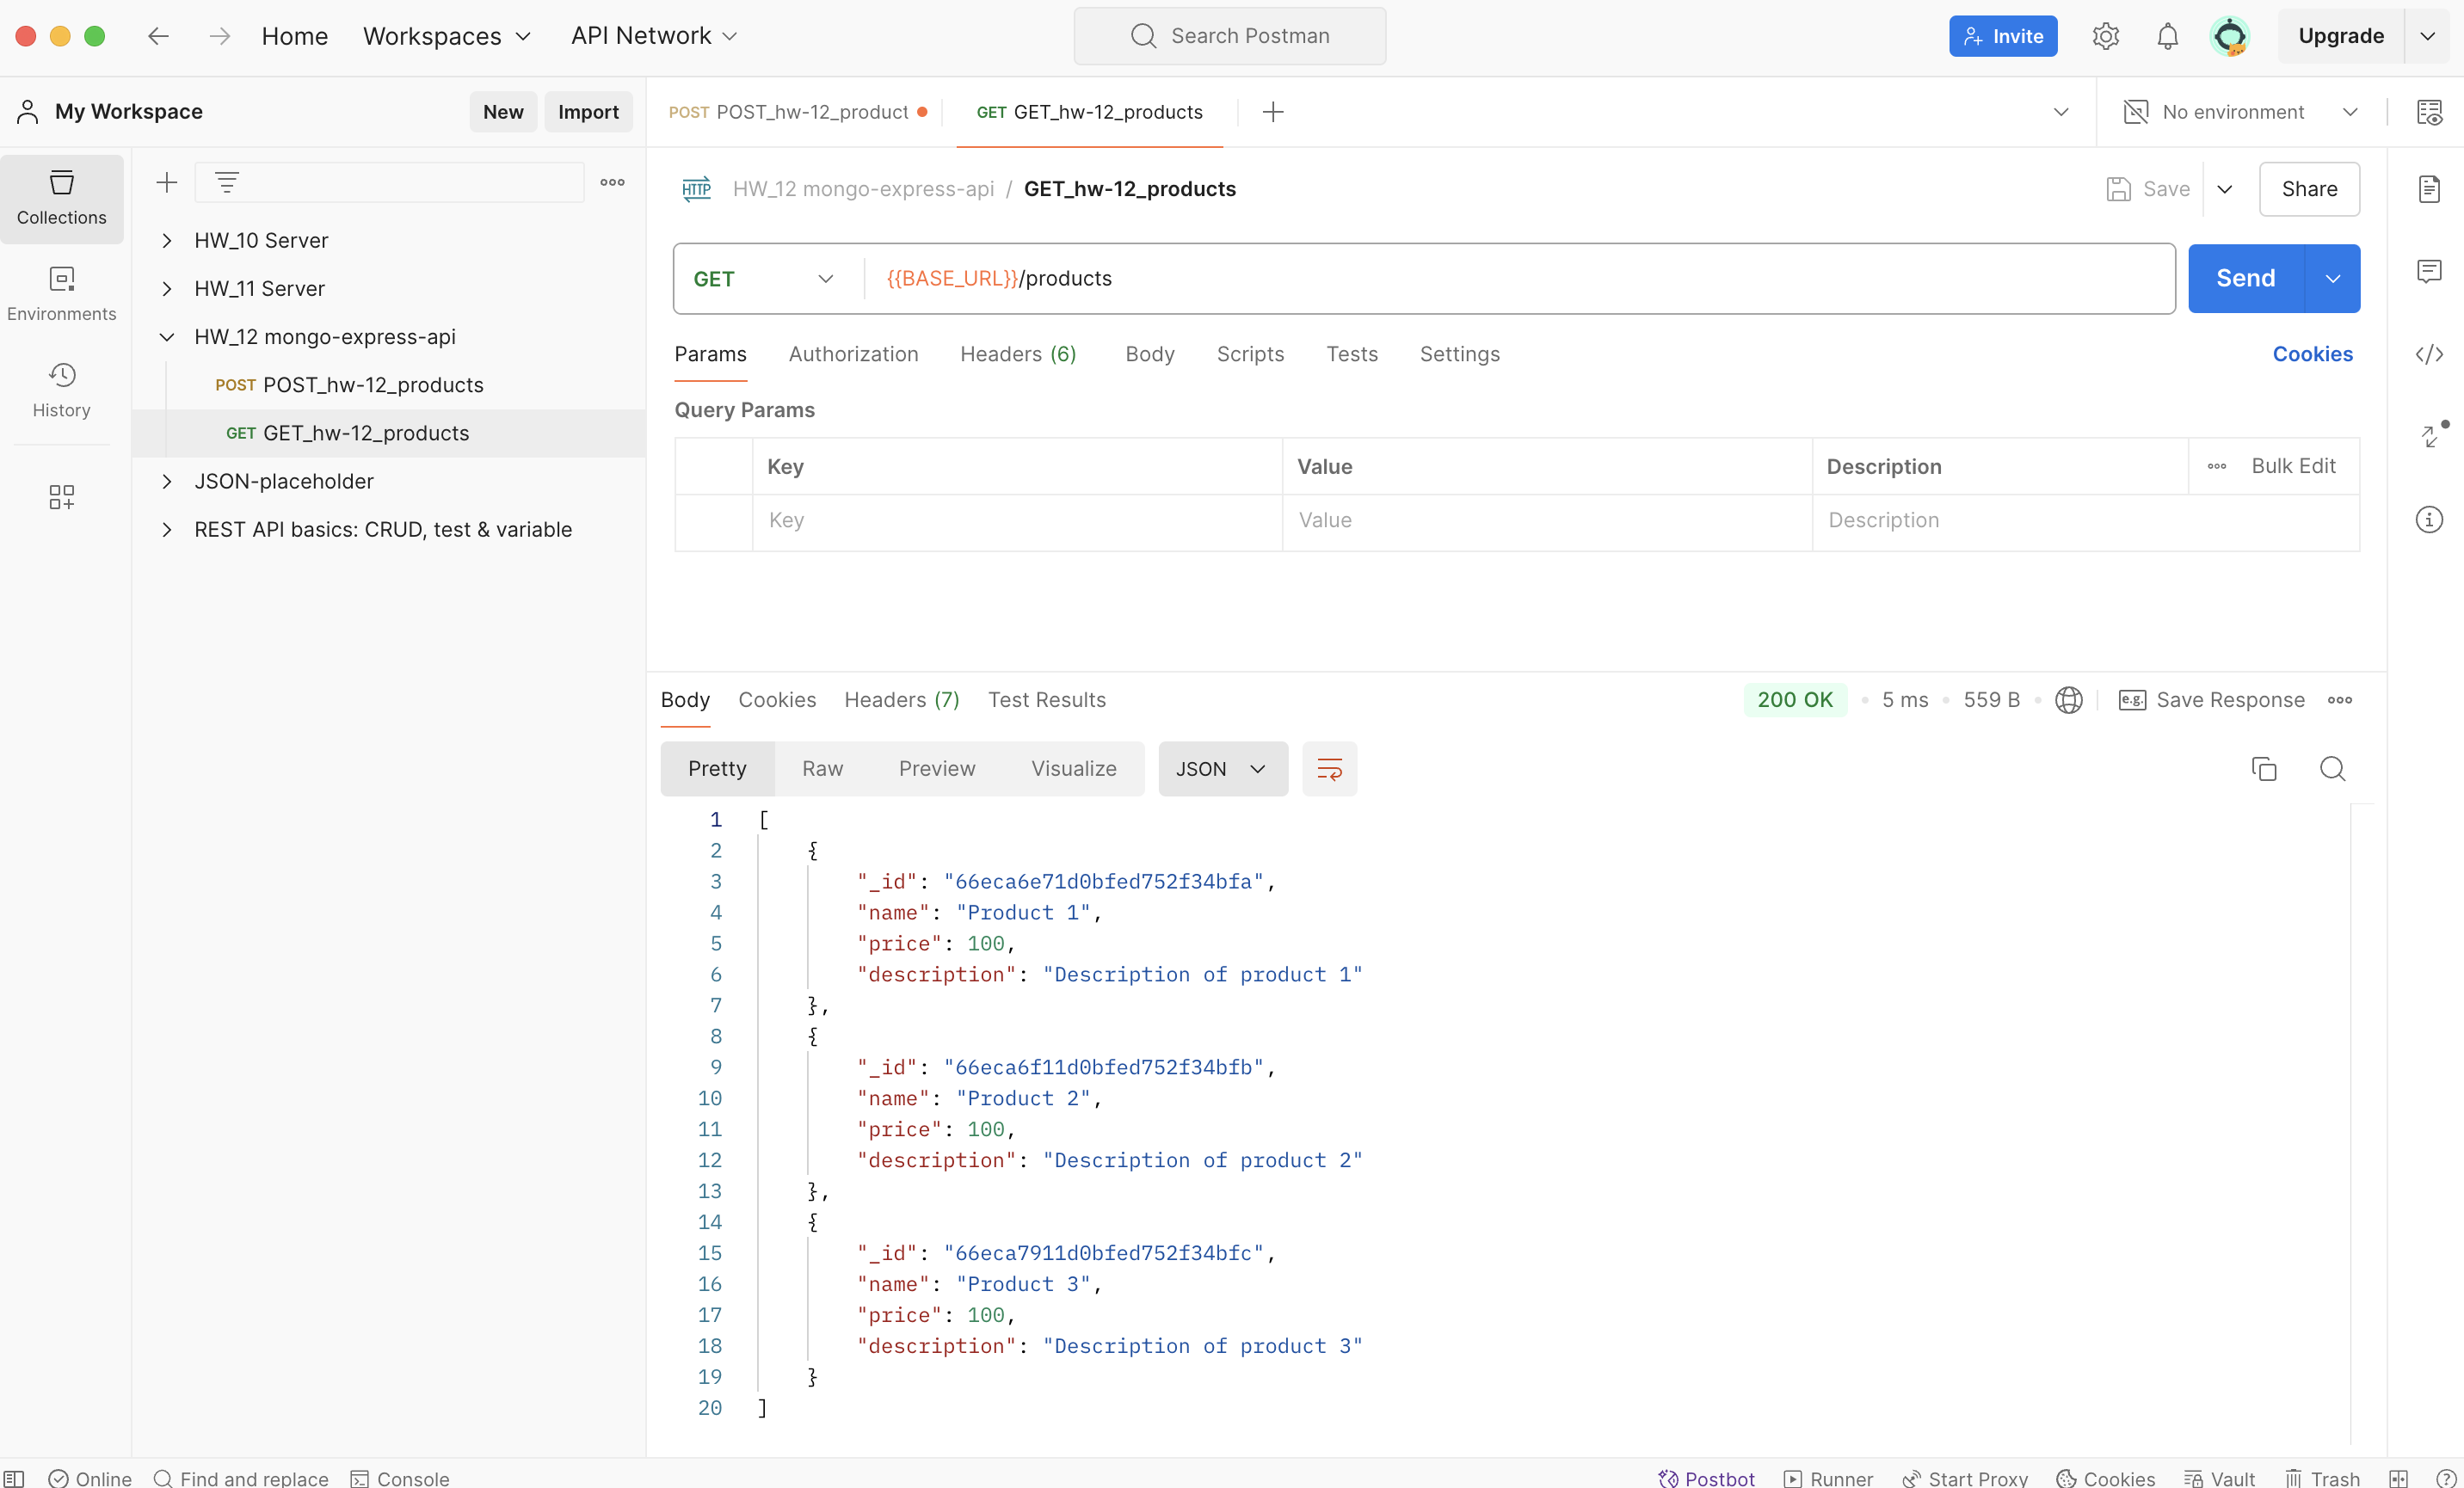 Home Workspaces API Network Search Postman Invite Upgrade
My Workspace New Import
POST POST_hw-12_product GET GET_hw-12_products No environment
Collections
Environments
History
HW_10 Server
HW_11 Server
HW_12 mongo-express-api
POST POST_hw-12_products
GET GET_hw-12_products
JSON-placeholder
REST API basics: CRUD, test & variable
HTTP HW_12 mongo-express-api / GET_hw-12_products Save Share
GET {{BASE_URL}}/products Send
Params Authorization Headers (6) Body Scripts Tests Settings Cookies
Query Params
Key Value Description Bulk Edit
Key Value Description
Body Cookies Headers (7) Test Results 200 OK 5 ms 559 B e.g. Save Response
Pretty Raw Preview Visualize JSON
1 [
2 {
3 "_id": "66eca6e71d0bfed752f34bfa",
4 "name": "Product 1",
5 "price": 100,
6 "description": "Description of product 1"
7 },
8 {
9 "_id": "66eca6f11d0bfed752f34bfb",
10 "name": "Product 2",
11 "price": 100,
12 "description": "Description of product 2"
13 },
14 {
15 "_id": "66eca7911d0bfed752f34bfc",
16 "name": "Product 3",
17 "price": 100,
18 "description": "Description of product 3"
19 }
20 ]
Online Find and replace Console Postbot Runner Start Proxy Cookies Vault Trash